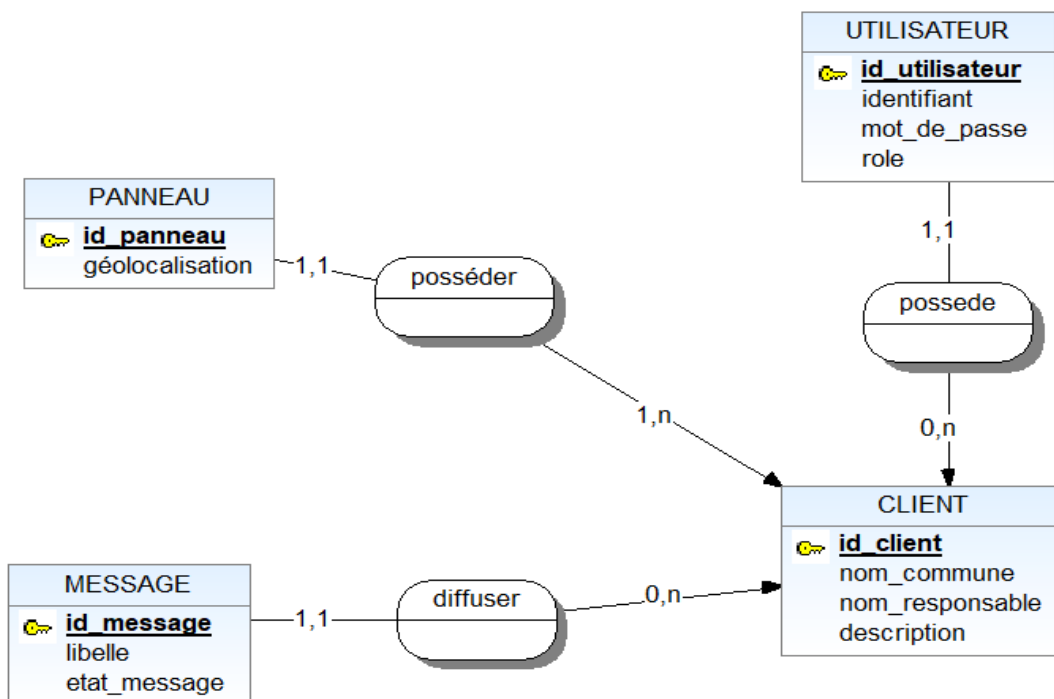 UTILISATEUR
id_utilisateur
identifiant
mot_de_passe
role
1,1
possede
0,n
PANNEAU
id_panneau
géolocalisation
1,1
posséder
1,n
CLIENT
id_client
nom_commune
nom_responsable
description
MESSAGE
id_message
libelle
etat_message
1,1
diffuser
0,n